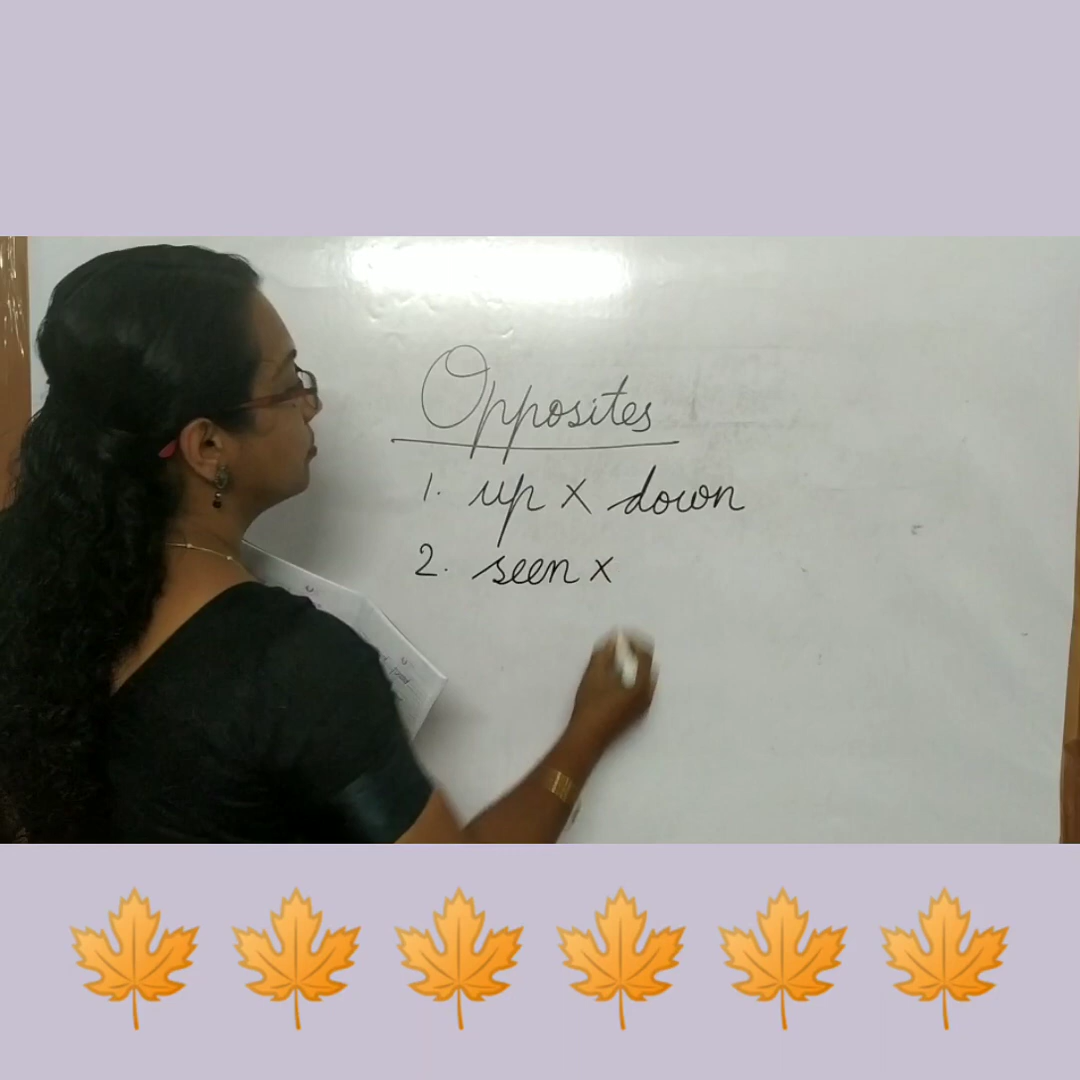 Opposites
1. up x down
2. seen x